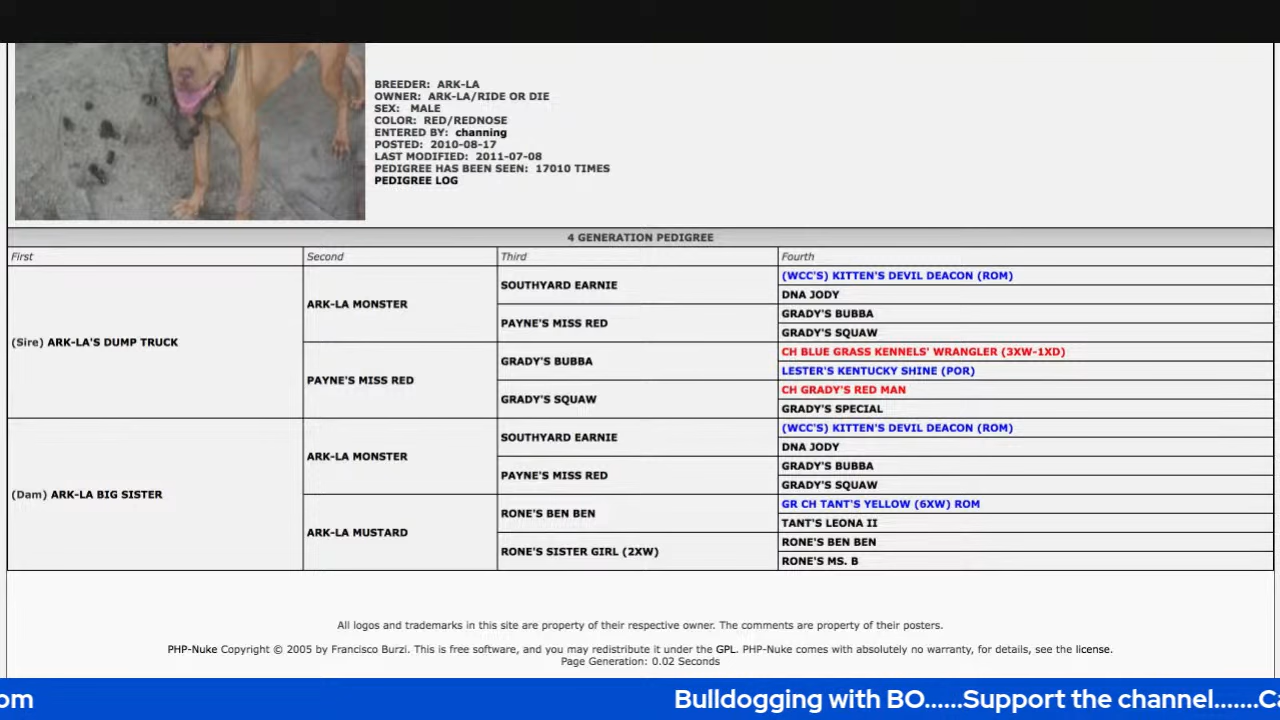 BREEDER: ARK-LA
OWNER: ARK-LA/RIDE OR DIE
SEX: MALE
COLOR: RED/REDNOSE
ENTERED BY: channing
POSTED: 2010-08-17
LAST MODIFIED: 2011-07-08
PEDIGREE HAS BEEN SEEN: 17010 TIMES
PEDIGREE LOG
4 GENERATION PEDIGREE
First Second Third Fourth
(WCC'S) KITTEN'S DEVIL DEACON (ROM)
SOUTHYARD EARNIE
DNA JODY
ARK-LA MONSTER
GRADY'S BUBBA
PAYNE'S MISS RED
GRADY'S SQUAW
(Sire) ARK-LA'S DUMP TRUCK
CH BLUE GRASS KENNELS' WRANGLER (3XW-1XD)
GRADY'S BUBBA
LESTER'S KENTUCKY SHINE (POR)
PAYNE'S MISS RED
CH GRADY'S RED MAN
GRADY'S SQUAW
GRADY'S SPECIAL
(WCC'S) KITTEN'S DEVIL DEACON (ROM)
SOUTHYARD EARNIE
DNA JODY
ARK-LA MONSTER
GRADY'S BUBBA
PAYNE'S MISS RED
GRADY'S SQUAW
(Dam) ARK-LA BIG SISTER
GR CH TANT'S YELLOW (6XW) ROM
RONE'S BEN BEN
TANT'S LEONA II
ARK-LA MUSTARD
RONE'S BEN BEN
RONE'S SISTER GIRL (2XW)
RONE'S MS. B
All logos and trademarks in this site are property of their respective owner. The comments are property of their posters.
PHP-Nuke Copyright © 2005 by Francisco Burzi. This is free software, and you may redistribute it under the GPL. PHP-Nuke comes with absolutely no warranty, for details, see the license.
Page Generation: 0.02 Seconds
om Bulldogging with BO......Support the channel.......Ca